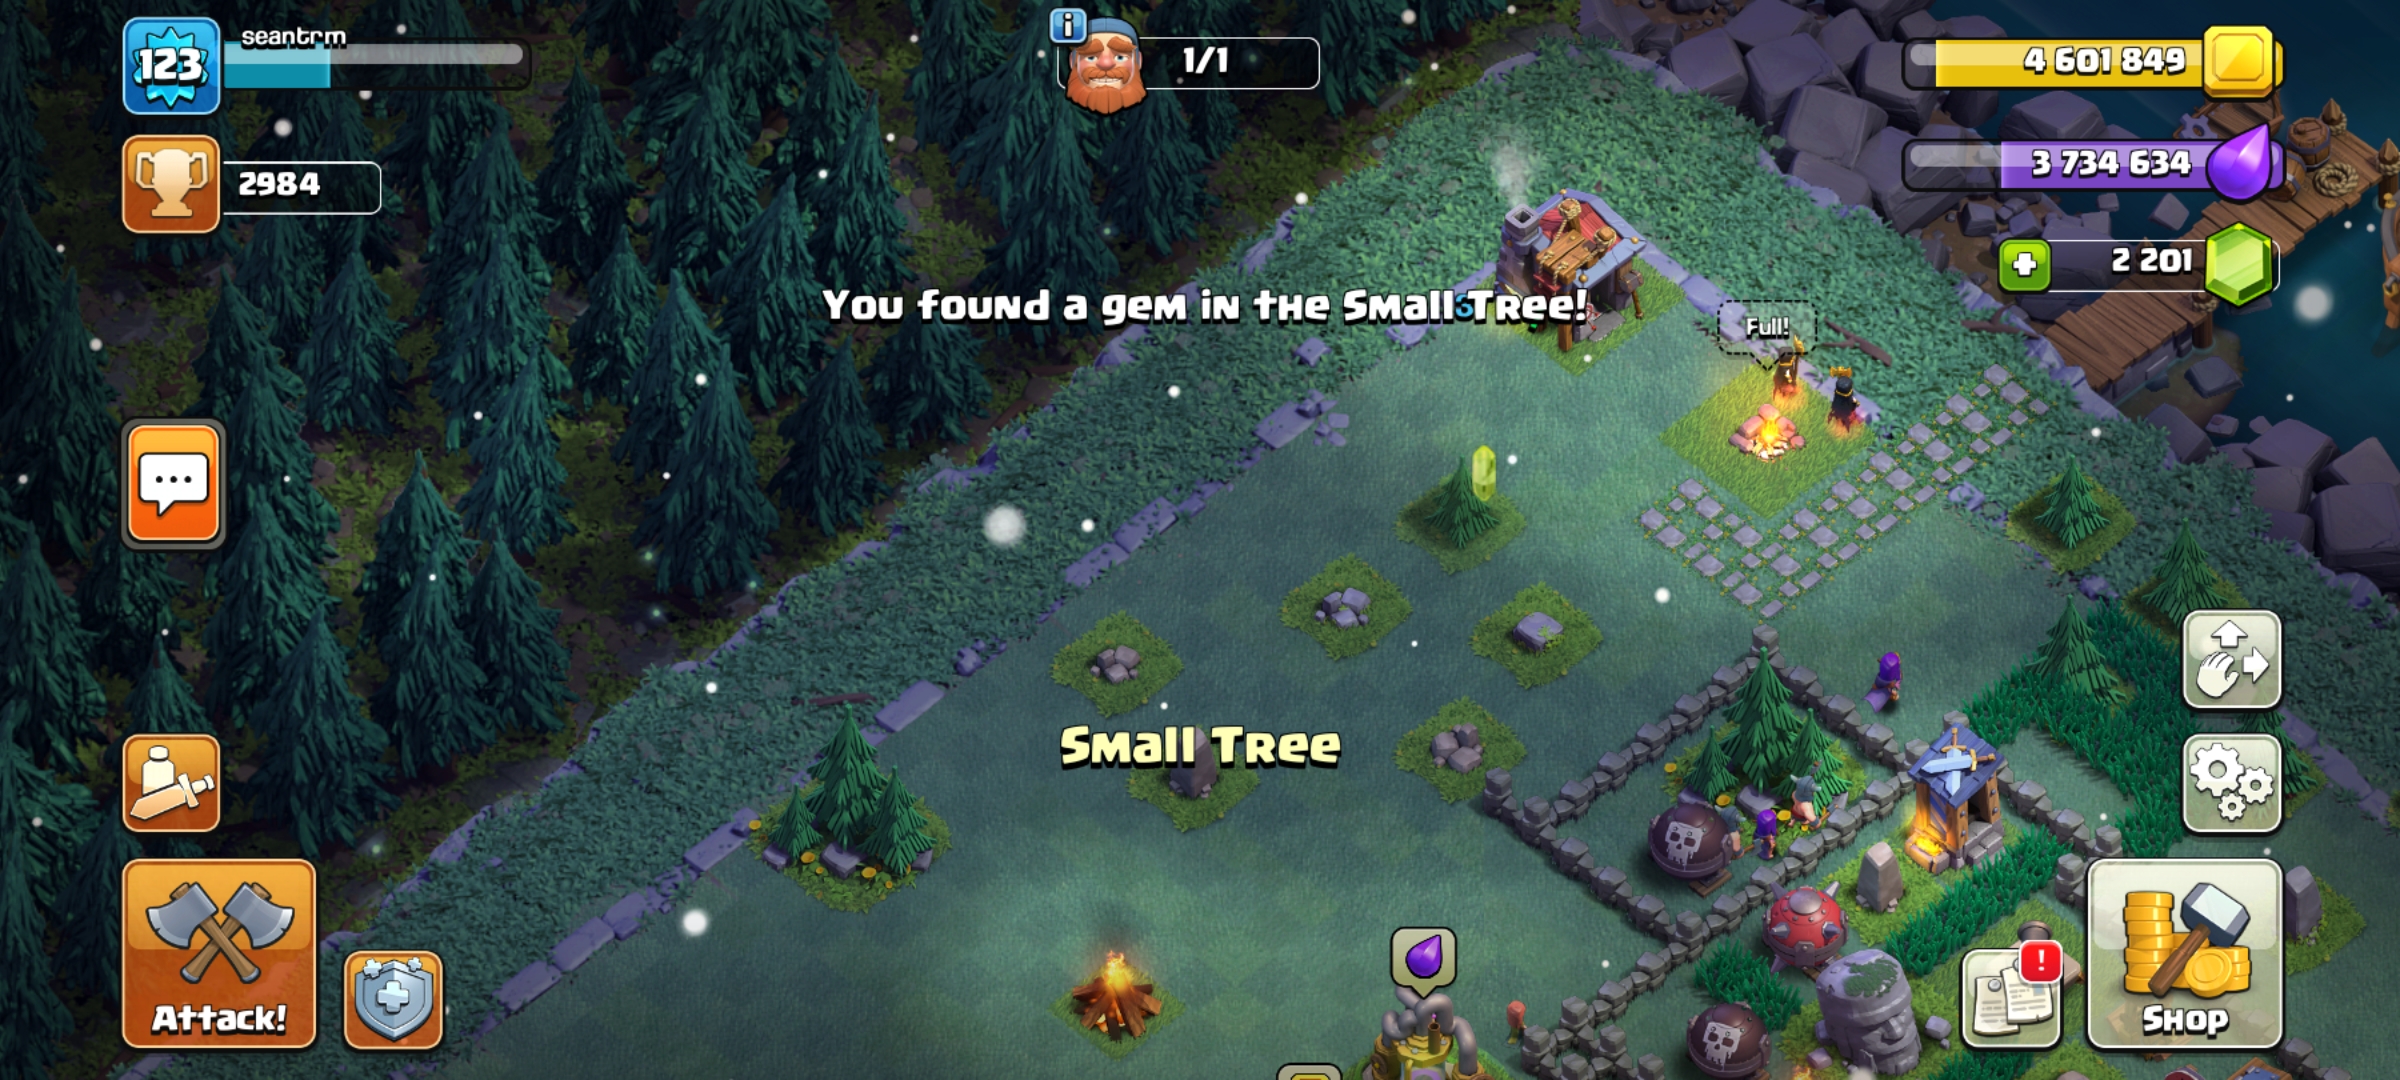 123
seantrm
1/1
4 601 849
2984
3 734 634
2 201
You found a gem in the Small Tree!
3
Full!
Small Tree
Attack!
!
Shop